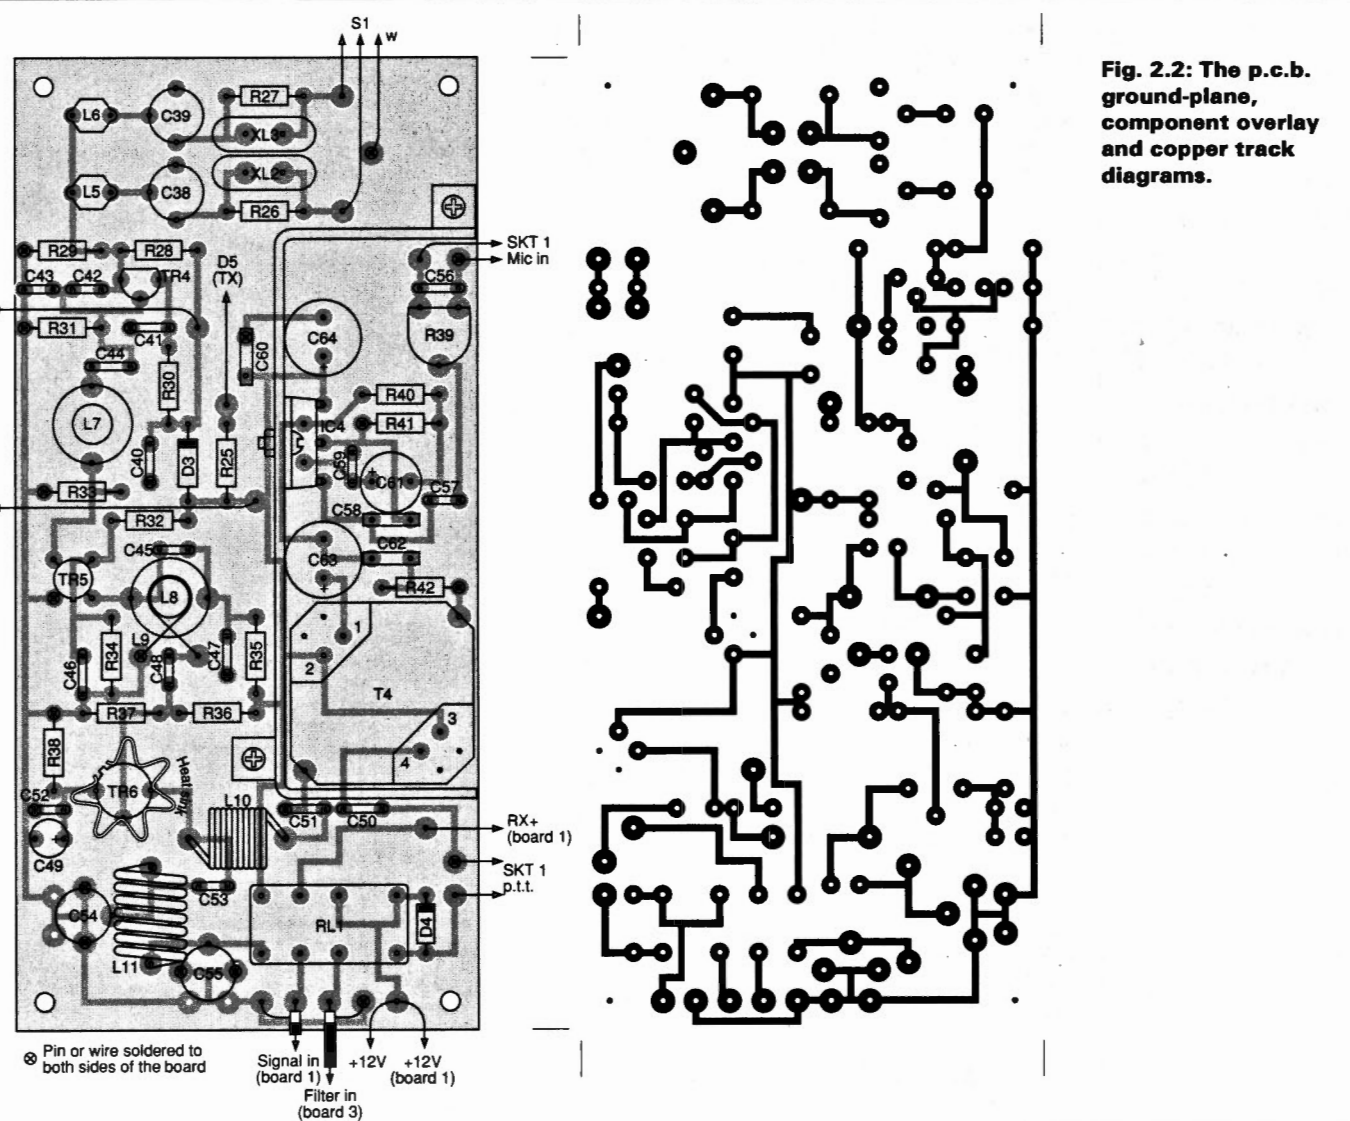 S1
w
Fig. 2.2: The p.c.b.
ground-plane,
component overlay
and copper track
diagrams.
R27
L6
C39
XL3
XL2
L5
C38
R26
R29
R28
D5
(TX)
SKT 1
Mic in
C43
C42
TR4
C56
R31
C41
C60
C64
R39
C44
R30
R40
L7
IC4
R41
C40
D3
R25
C59
+
C61
C57
R33
R32
C58
C45
C63
C62
+
TR5
L8
R42
L9
1
R34
C47
R35
C46
C48
2
T4
R37
R36
3
R38
4
TR6
Heatsink
C52
L10
C51
C50
RX+
(board 1)
C49
+
SKT 1
p.t.t.
C53
C54
RL1
D4
L11
C55
Pin or wire soldered to
both sides of the board
Signal in
(board 1)
+12V
+12V
(board 1)
Filter in
(board 3)